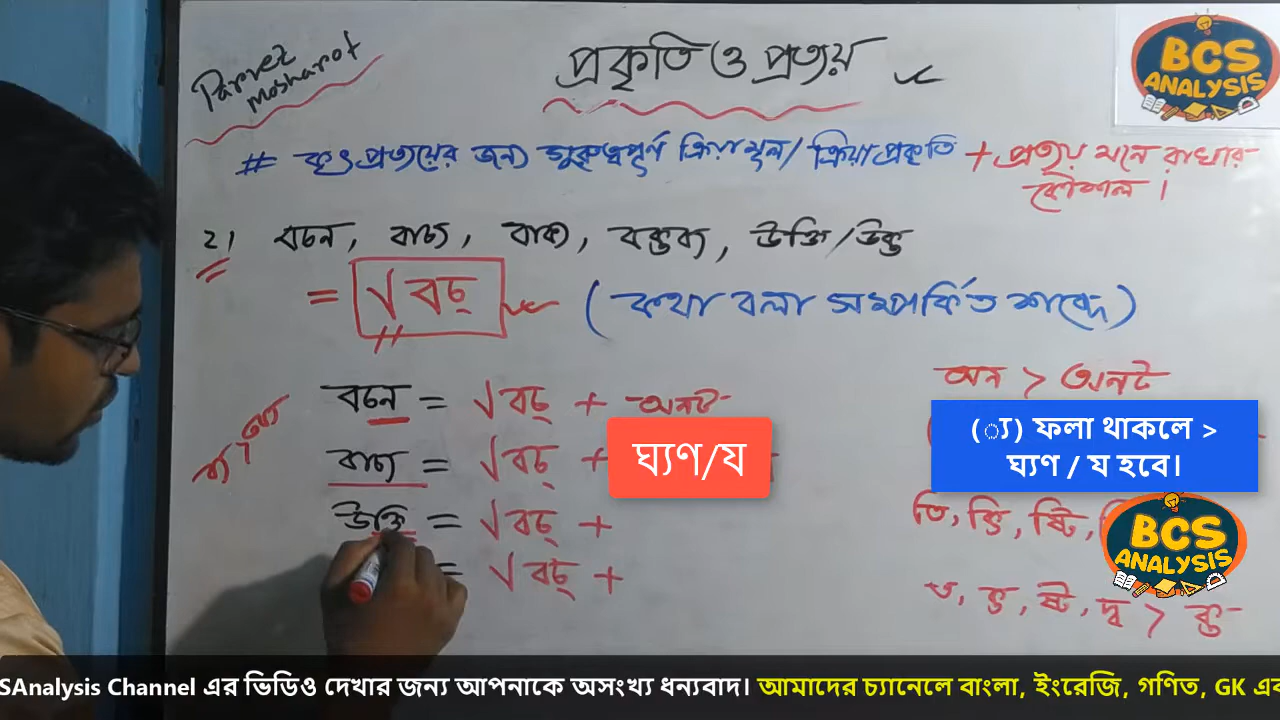 Parvez
Mosharof
প্রকৃতি ও প্রত্যয়
BCS
ANALYSIS
# কৃৎপ্রত্যয়ের জন্য গুরুত্বপূর্ণ ক্রিয়ামূল/ ক্রিয়াপ্রকৃতি + প্রত্যয় মনে রাখার
কৌশল।
২। বচন, বাচ্য, বাক্য, বক্তব্য, উক্তি/উক্ত
= √বচ্ (কথা বলা সম্পর্কিত শব্দে)
অন > অনট
বচন = √বচ্ + অনট
(্য) ফলা থাকলে >
ঘ্যণ / য হবে।
বাচ্য = √বচ্ + ঘ্যণ/য
উক্তি = √বচ্ +
তি, ক্তি, ষ্টি,
BCS
ANALYSIS
= √বচ্ +
ত, ক্ত, ষ্ট, দ্ধ > ক্ত
SAnalysis Channel এর ভিডিও দেখার জন্য আপনাকে অসংখ্য ধন্যবাদ। আমাদের চ্যানেলে বাংলা, ইংরেজি, গণিত, GK এব